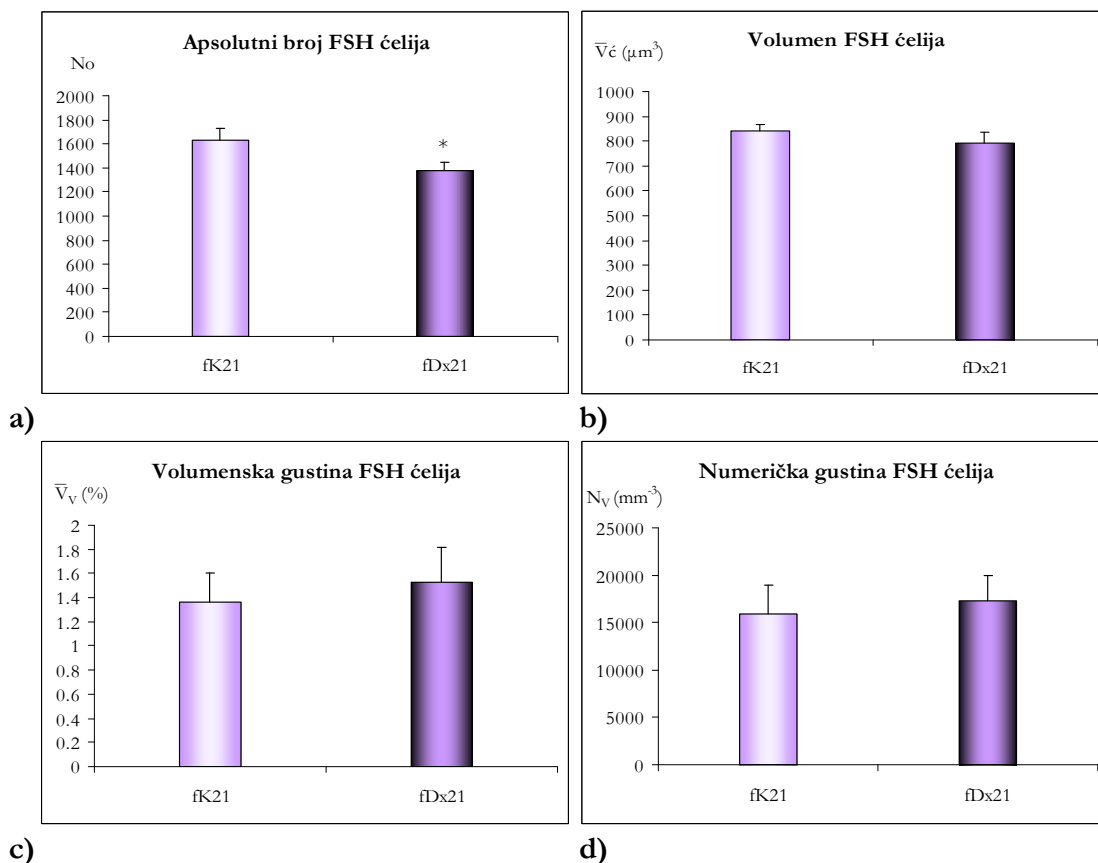 Apsolutni broj FSH ćelija
No
2000
1800
1600
1400
1200
1000
800
600
400
200
0
*
fK21
fDx21
a)
Volumen FSH ćelija
V̅ć (µm³)
1000
900
800
700
600
500
400
300
200
100
0
fK21
fDx21
b)
Volumenska gustina FSH ćelija
V̅V (%)
2
1.8
1.6
1.4
1.2
1
0.8
0.6
0.4
0.2
0
fK21
fDx21
c)
Numerička gustina FSH ćelija
NV (mm⁻³)
25000
20000
15000
10000
5000
0
fK21
fDx21
d)